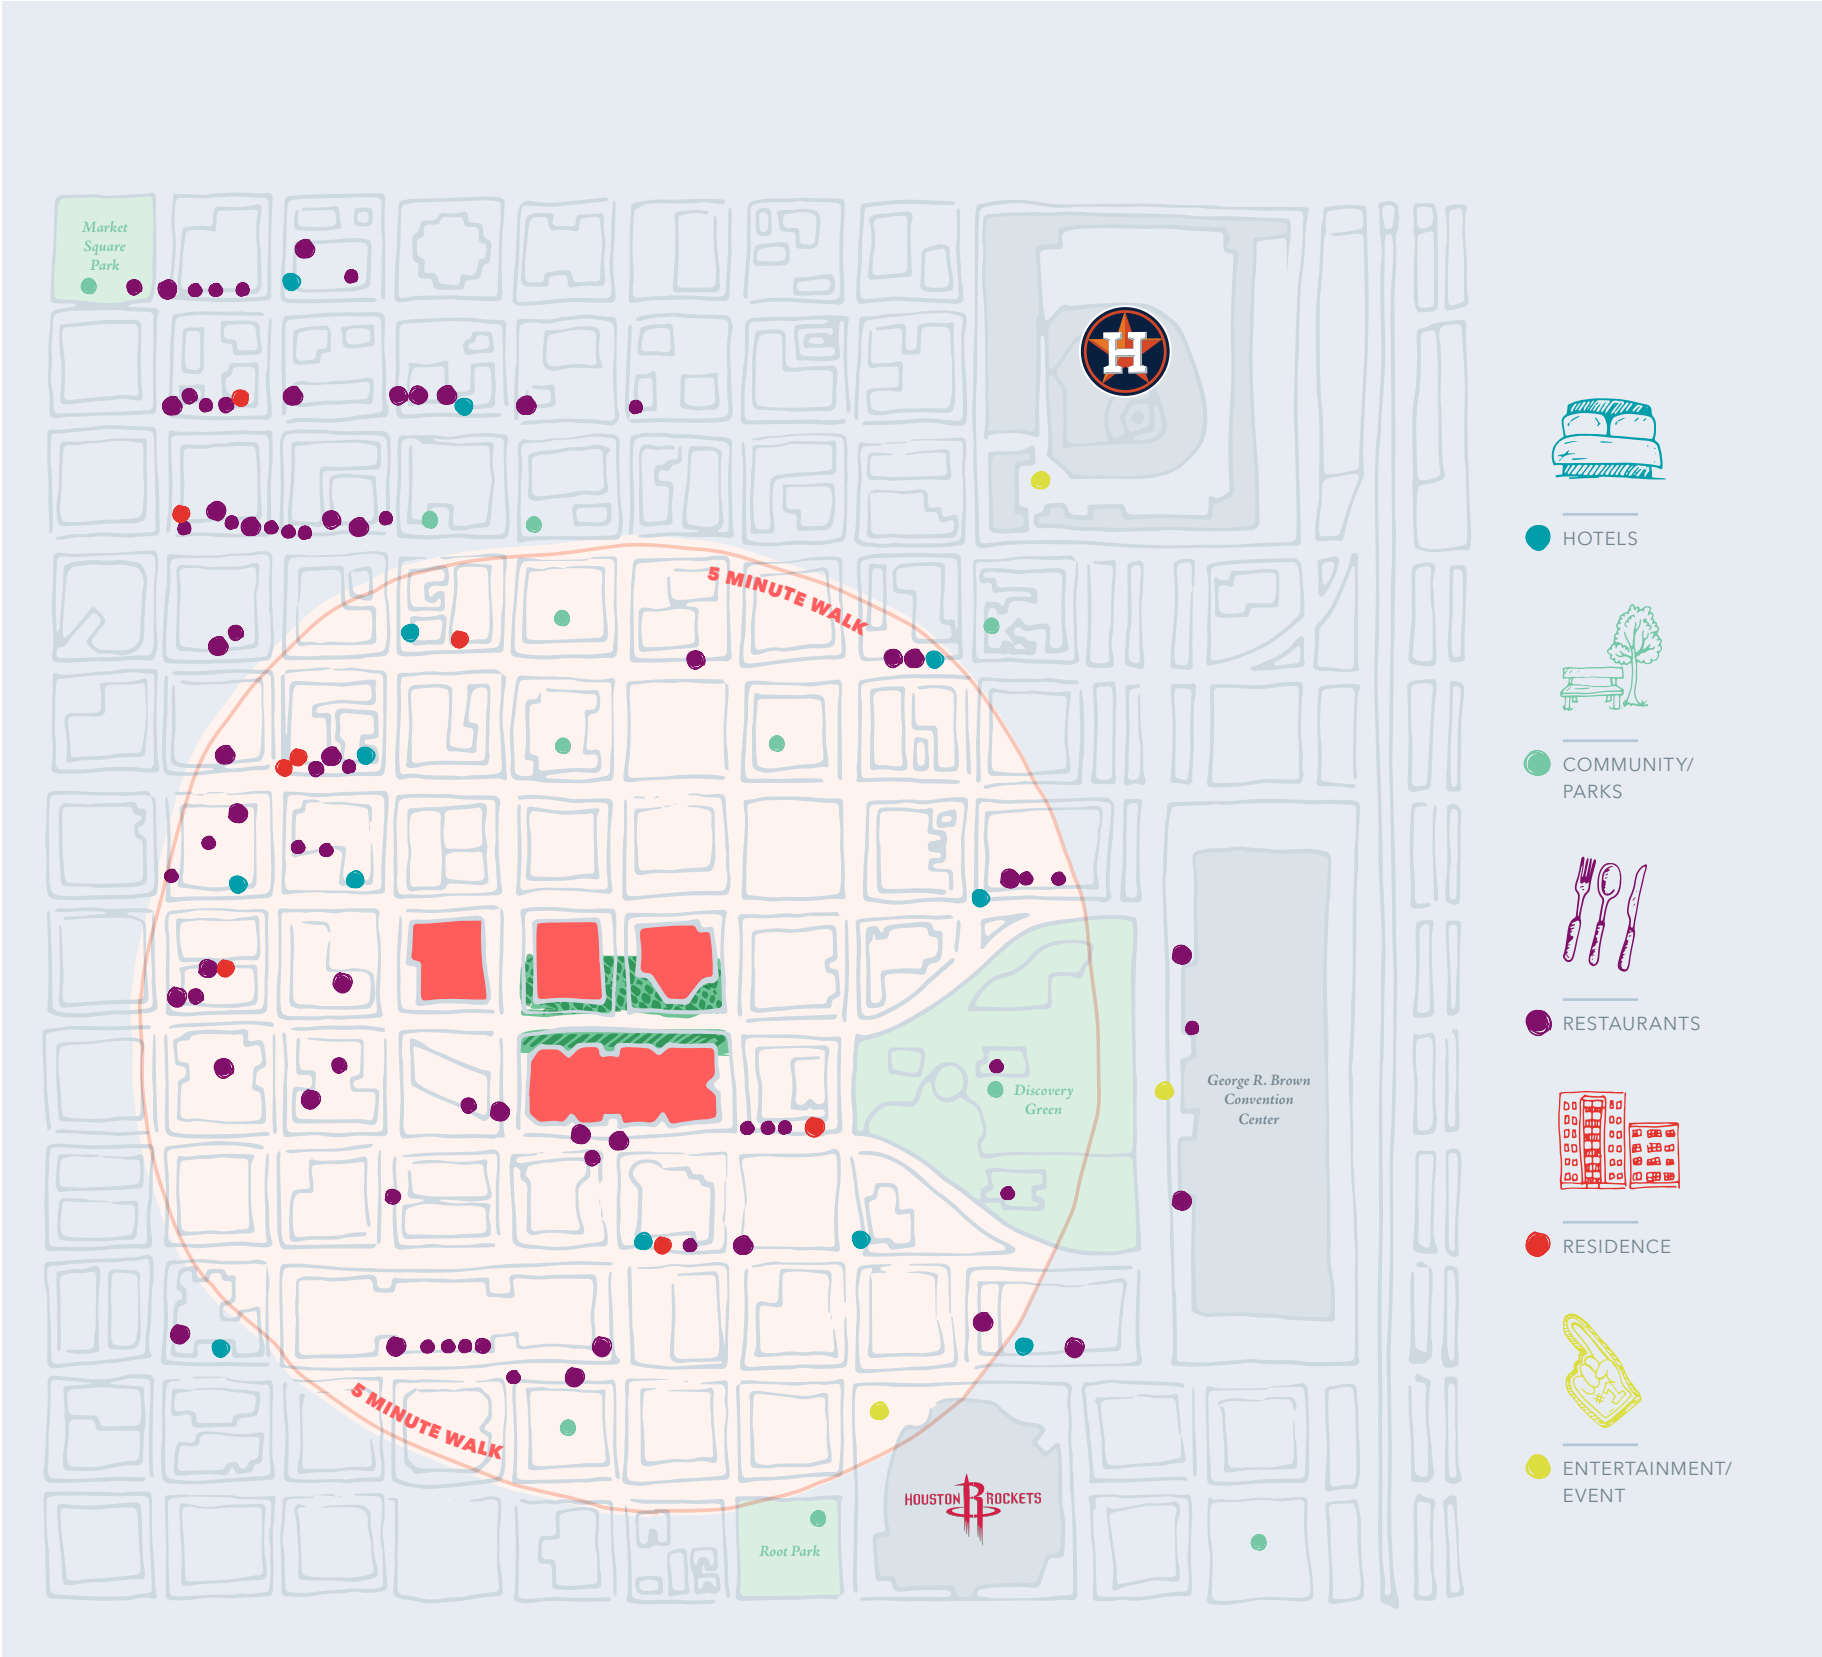 Market
Square
Park
H
5 MINUTE WALK
HOTELS
COMMUNITY/
PARKS
RESTAURANTS
George R. Brown
Convention
Center
Discovery
Green
RESIDENCE
5 MINUTE WALK
ENTERTAINMENT/
EVENT
HOUSTON R ROCKETS
Root Park